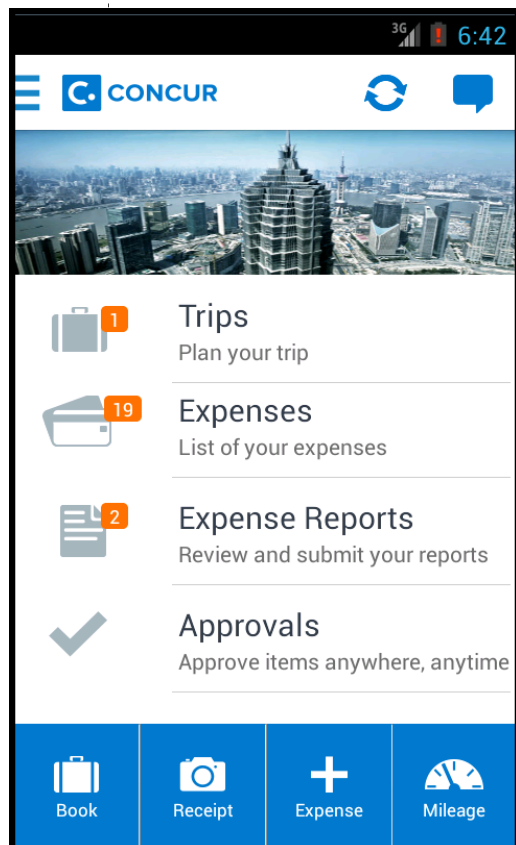 3G 6:42
C. CONCUR
1
Trips
Plan your trip
19
Expenses
List of your expenses
2
Expense Reports
Review and submit your reports
Approvals
Approve items anywhere, anytime
Book Receipt Expense Mileage